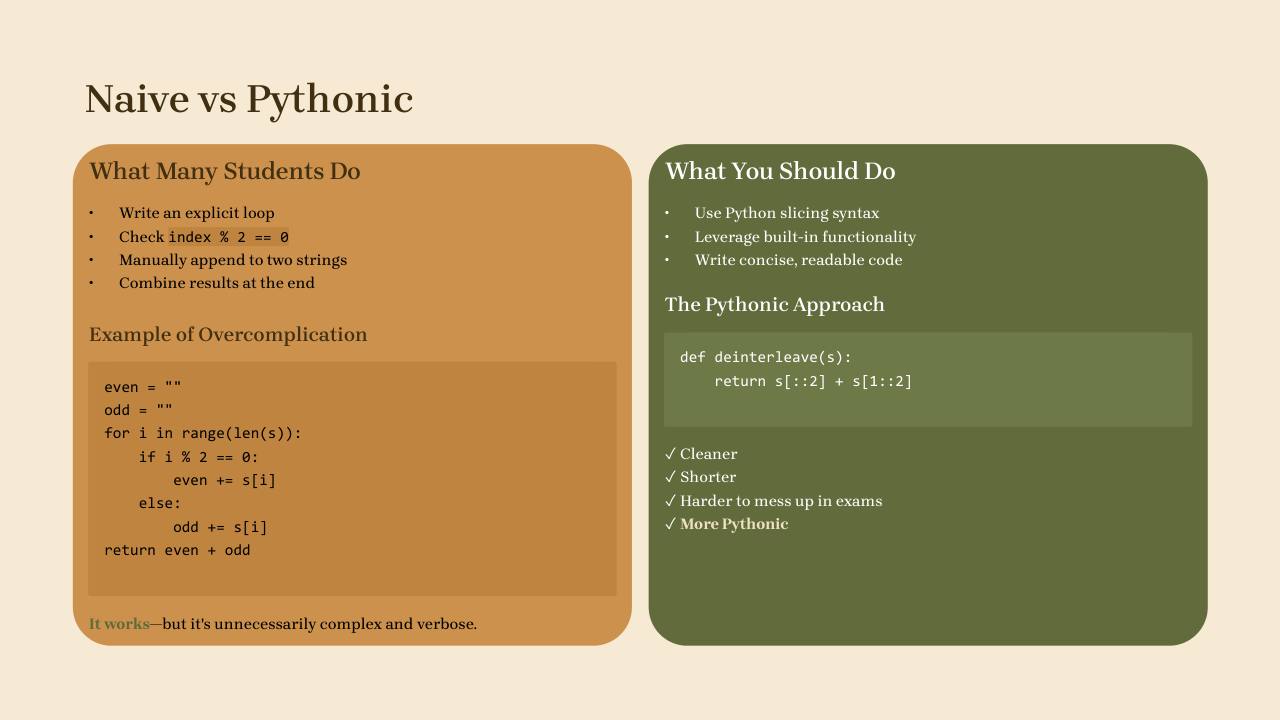 Naive vs Pythonic
What Many Students Do
• Write an explicit loop
• Check index % 2 == 0
• Manually append to two strings
• Combine results at the end
Example of Overcomplication
even = ""
odd = ""
for i in range(len(s)):
    if i % 2 == 0:
        even += s[i]
    else:
        odd += s[i]
return even + odd
It works—but it's unnecessarily complex and verbose.
What You Should Do
• Use Python slicing syntax
• Leverage built-in functionality
• Write concise, readable code
The Pythonic Approach
def deinterleave(s):
    return s[::2] + s[1::2]
✓ Cleaner
✓ Shorter
✓ Harder to mess up in exams
✓ More Pythonic